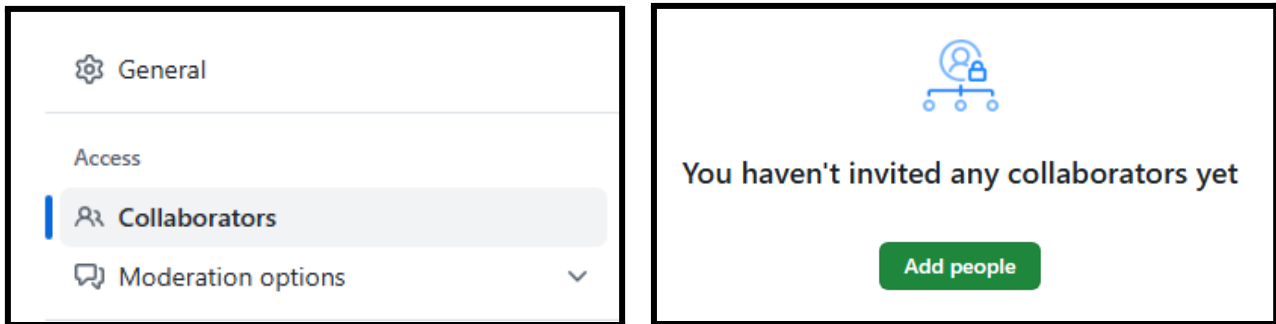 General
Access
Collaborators
Moderation options
You haven't invited any collaborators yet
Add people